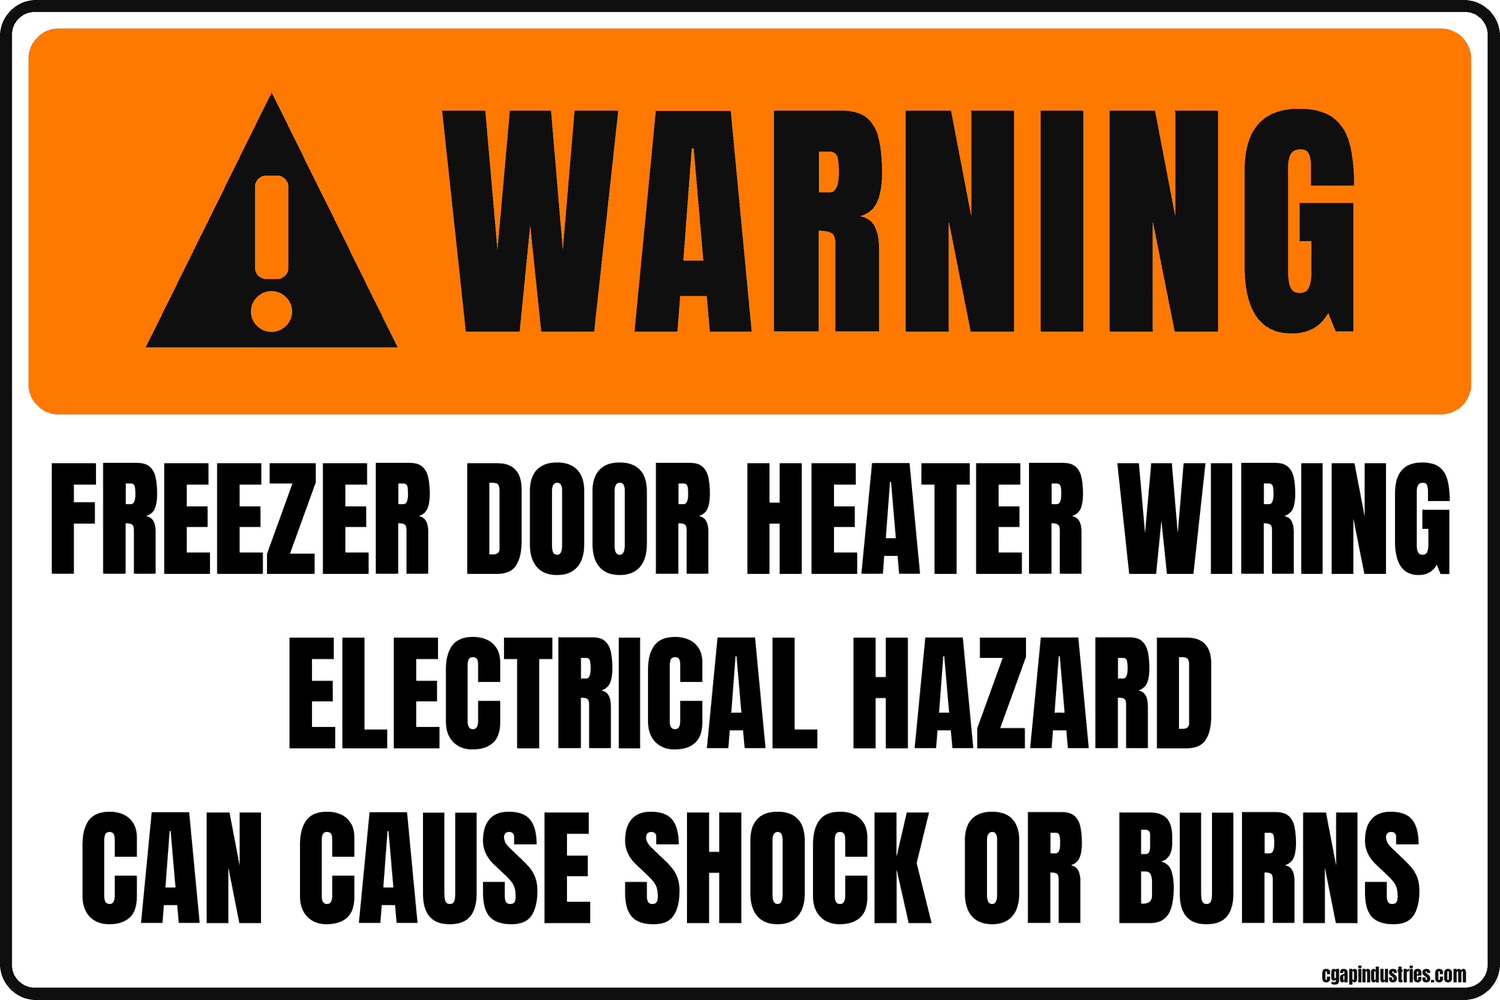 WARNING
FREEZER DOOR HEATER WIRING
ELECTRICAL HAZARD
CAN CAUSE SHOCK OR BURNS
cgapindustries.com